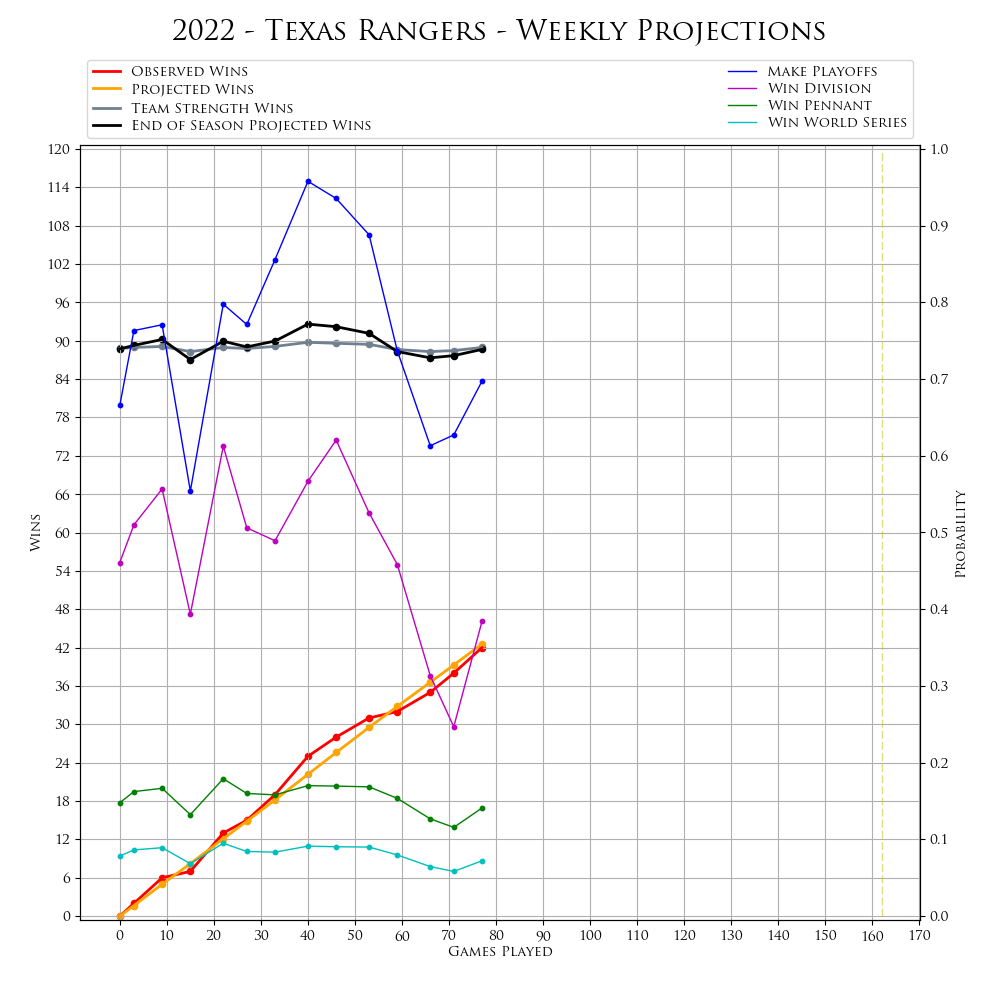 2022 - Texas Rangers - Weekly Projections
Observed Wins
Projected Wins
Team Strength Wins
End of Season Projected Wins
Make Playoffs
Win Division
Win Pennant
Win World Series
120
114
108
102
96
90
84
78
72
66
60
54
48
42
36
30
24
18
12
6
0
Wins
1.0
0.9
0.8
0.7
0.6
0.5
0.4
0.3
0.2
0.1
0.0
Probability
0 10 20 30 40 50 60 70 80 90 100 110 120 130 140 150 160 170
Games Played